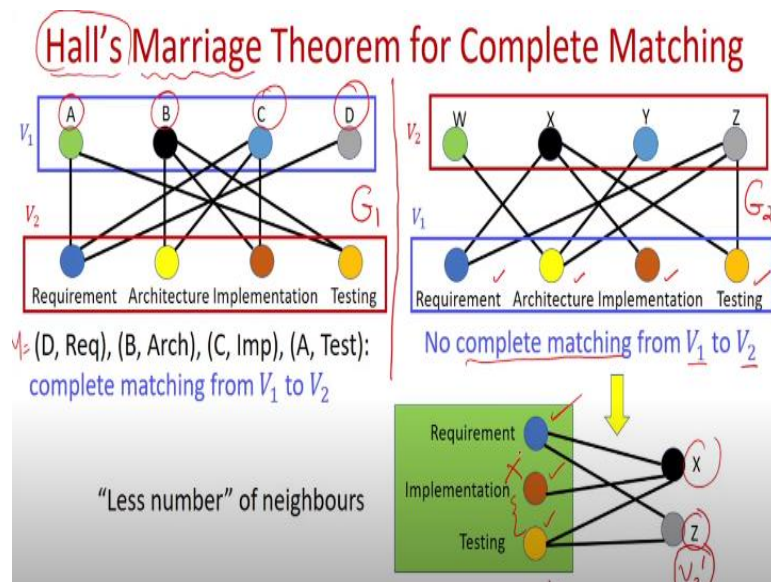 Hall's Marriage Theorem for Complete Matching
A B C D
V₁
V₂
G₁
Requirement Architecture Implementation Testing
M= (D, Req), (B, Arch), (C, Imp), (A, Test):
complete matching from V₁ to V₂
"Less number" of neighbours
W X Y Z
V₂
V₁
G₂
Requirement Architecture Implementation Testing
No complete matching from V₁ to V₂
Requirement
Implementation
Testing
X
Z